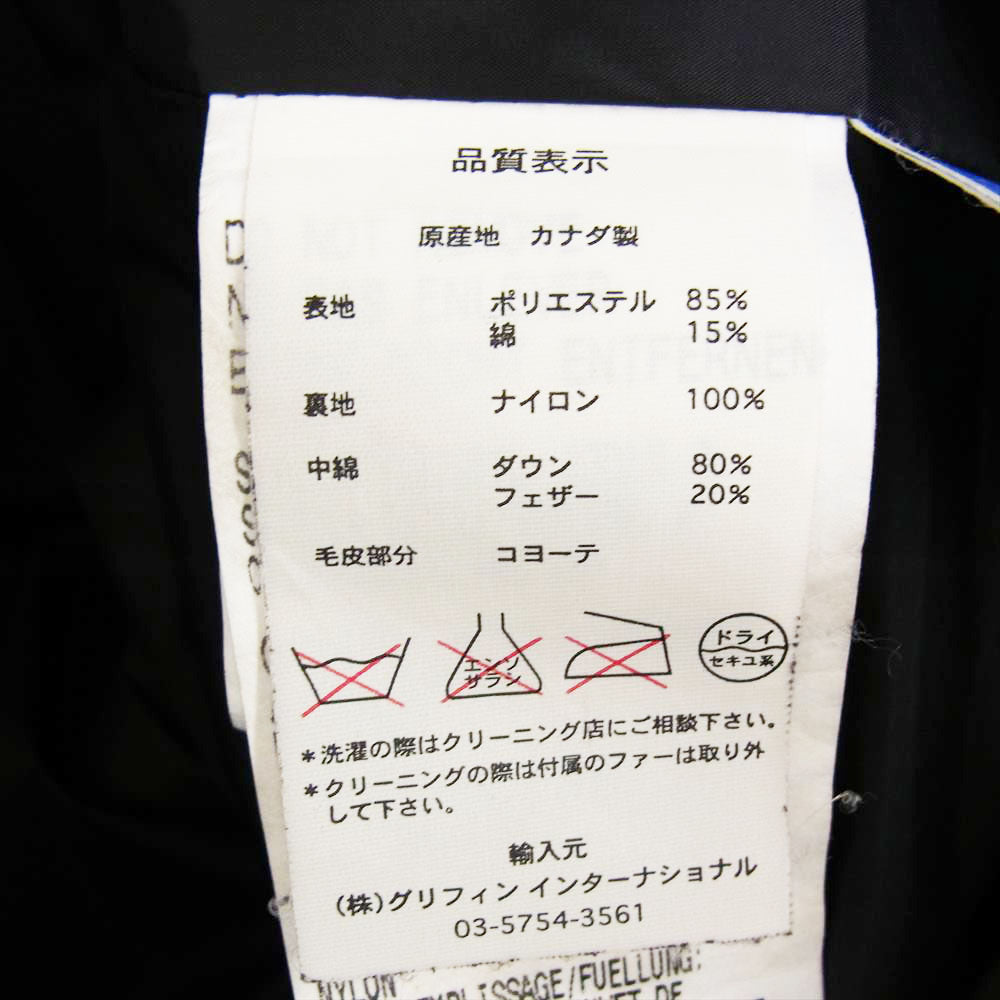 品質表示
原産地 カナダ製
表地 ポリエステル 85%
綿 15%
裏地 ナイロン 100%
中綿 ダウン 80%
フェザー 20%
毛皮部分 コヨーテ
エンソ
サラシ
ドライ
セキユ系
*洗濯の際はクリーニング店にご相談下さい。
*クリーニングの際は付属のファーは取り外
して下さい。
輸入元
(株)グリフィン インターナショナル
03-5754-3561
NYLON
/FUELLUNG:
ENTFERNEN